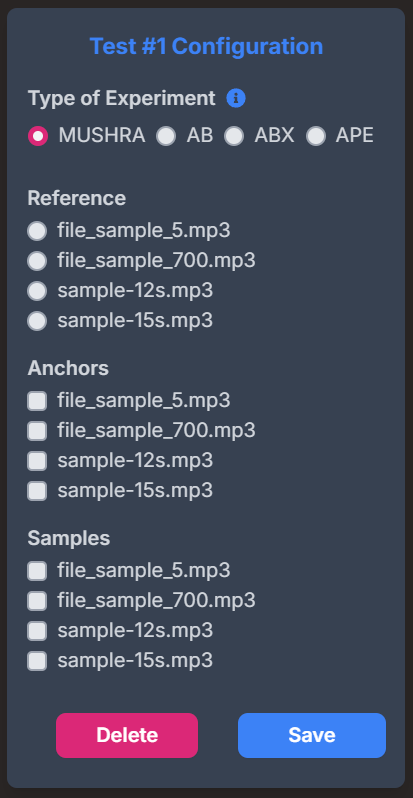 Test #1 Configuration
Type of Experiment
MUSHRA AB ABX APE
Reference
file_sample_5.mp3
file_sample_700.mp3
sample-12s.mp3
sample-15s.mp3
Anchors
file_sample_5.mp3
file_sample_700.mp3
sample-12s.mp3
sample-15s.mp3
Samples
file_sample_5.mp3
file_sample_700.mp3
sample-12s.mp3
sample-15s.mp3
Delete Save